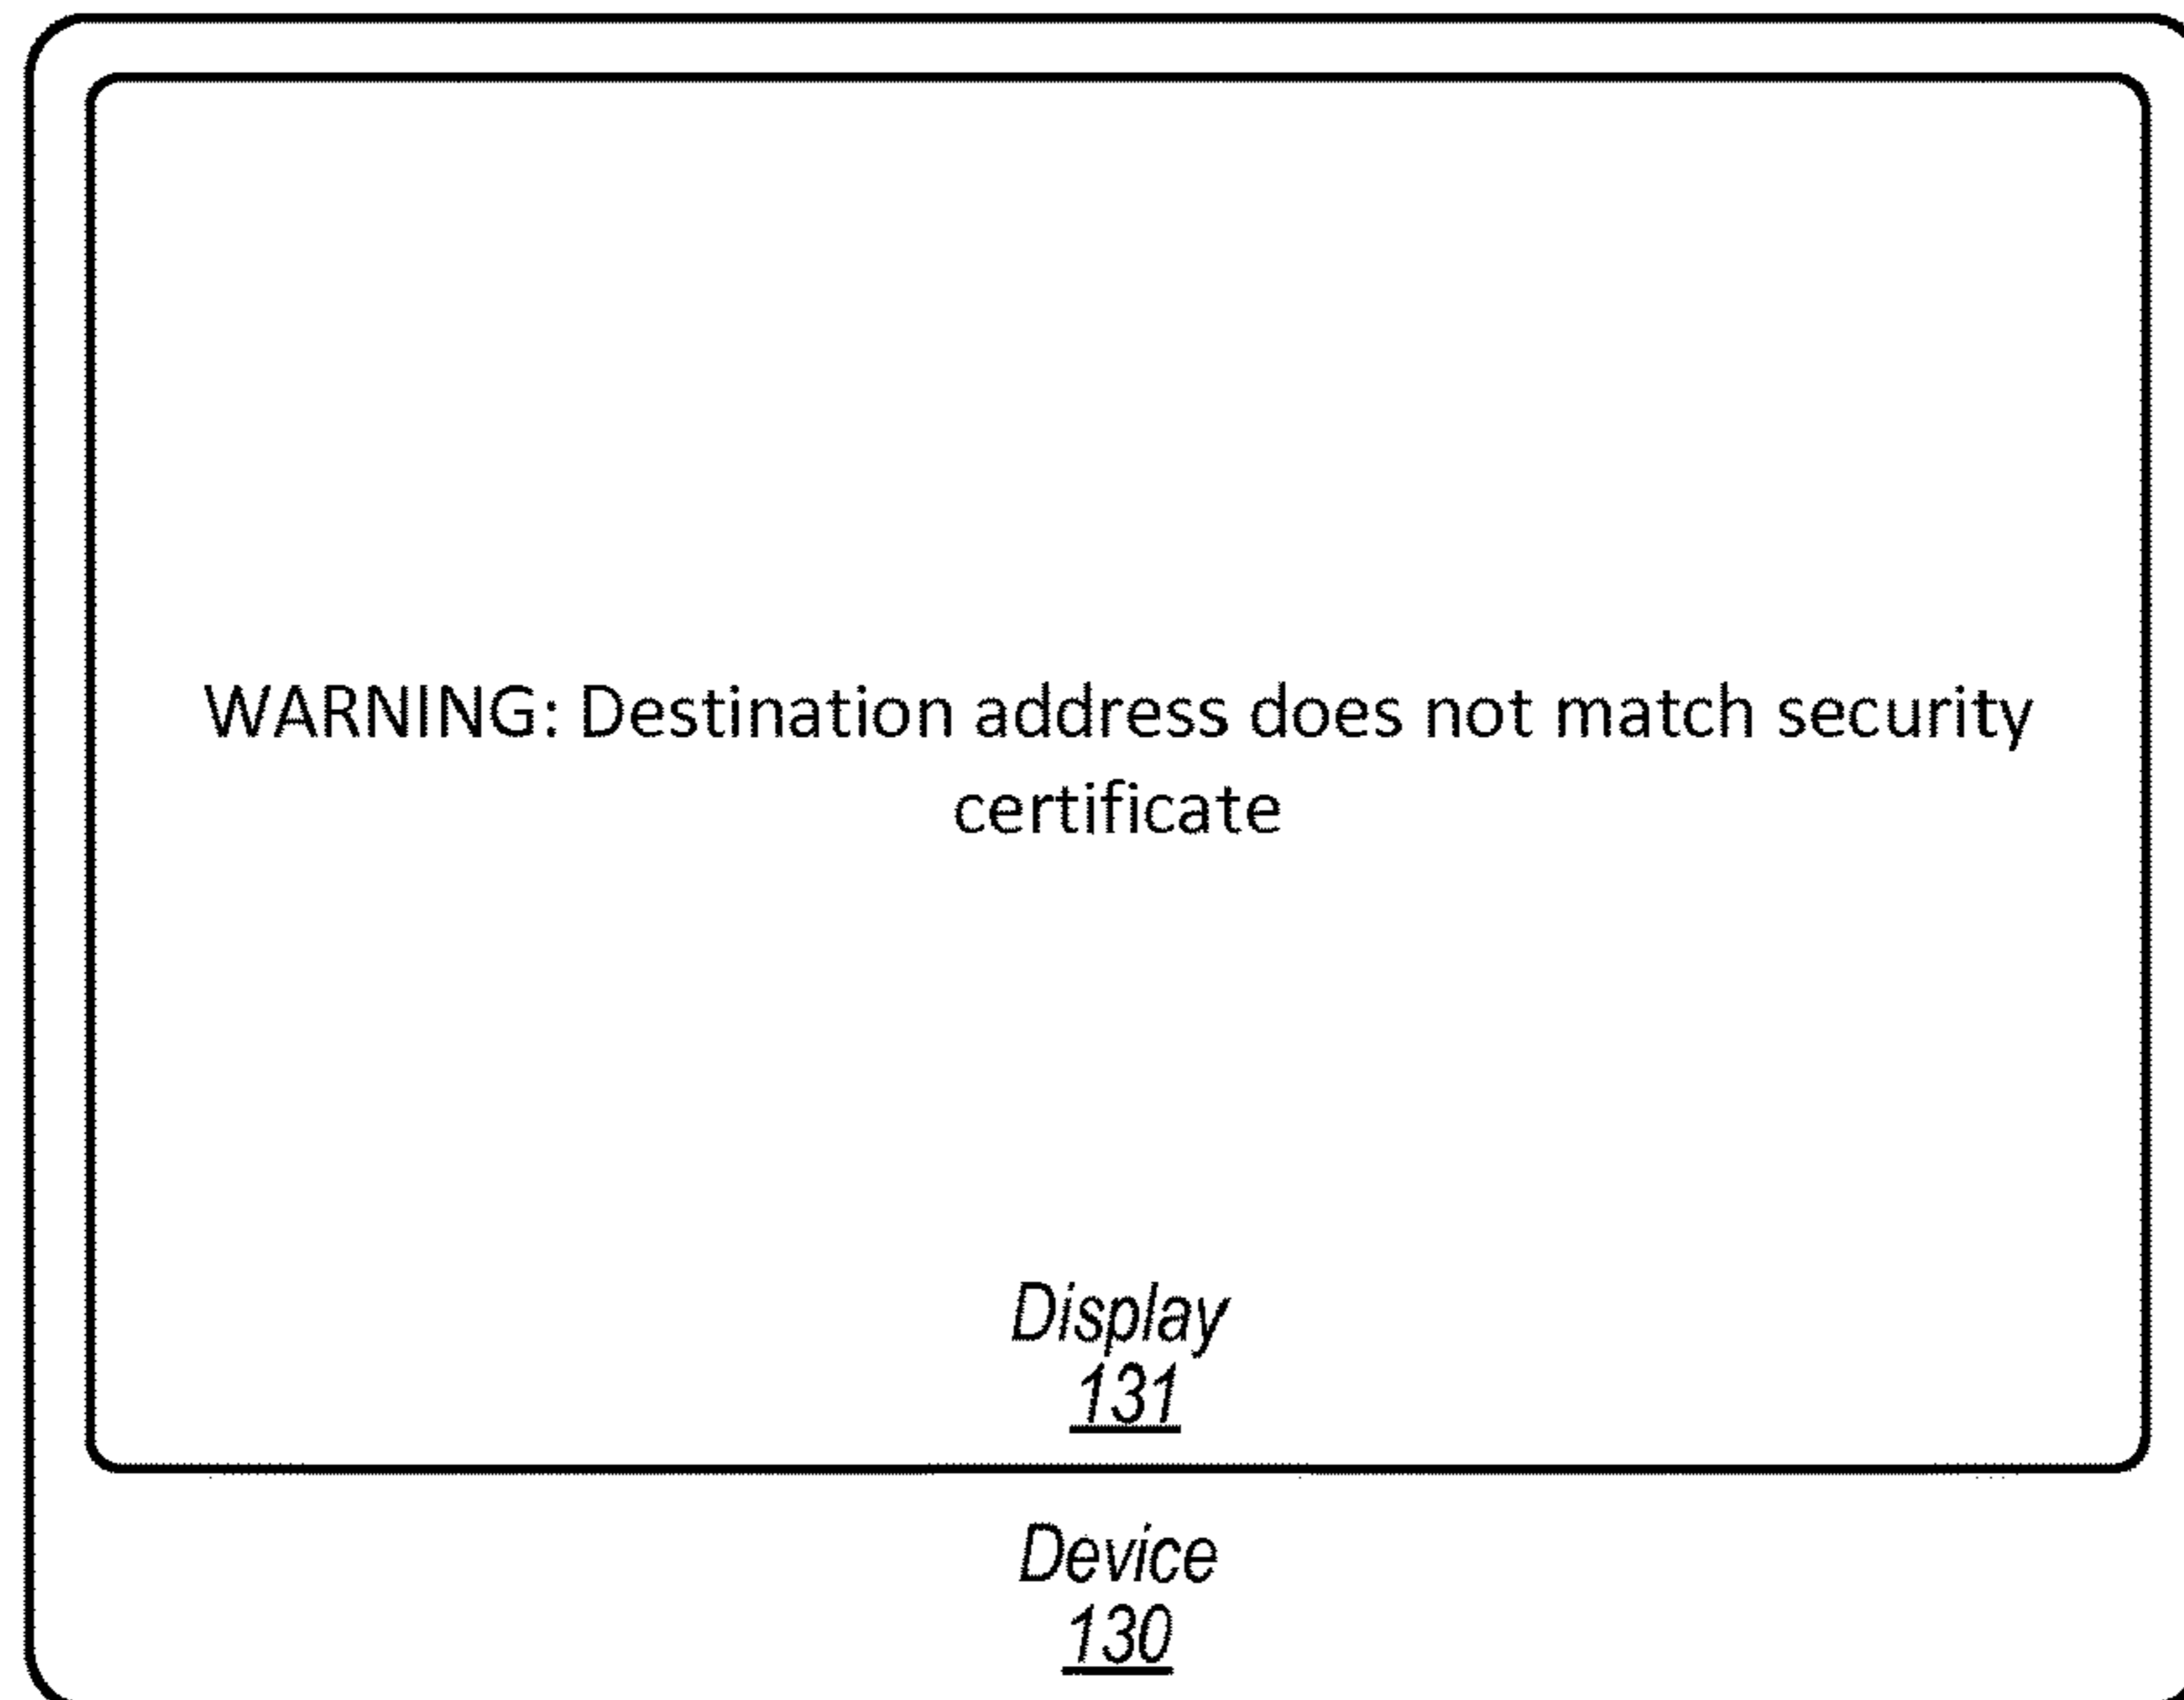 WARNING: Destination address does not match security
certificate
Display
131
Device
130